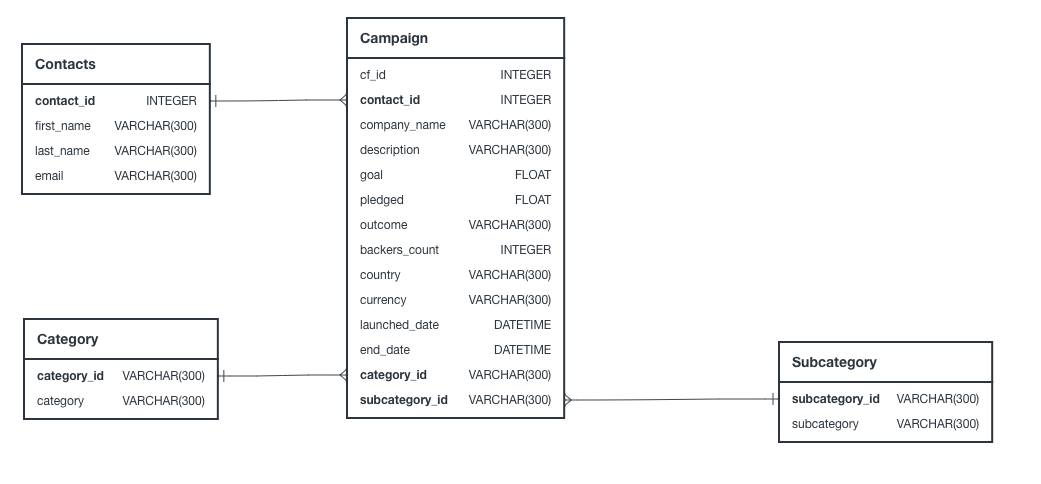 Contacts
contact_id INTEGER
first_name VARCHAR(300)
last_name VARCHAR(300)
email VARCHAR(300)
Campaign
cf_id INTEGER
contact_id INTEGER
company_name VARCHAR(300)
description VARCHAR(300)
goal FLOAT
pledged FLOAT
outcome VARCHAR(300)
backers_count INTEGER
country VARCHAR(300)
currency VARCHAR(300)
launched_date DATETIME
end_date DATETIME
category_id VARCHAR(300)
subcategory_id VARCHAR(300)
Category
category_id VARCHAR(300)
category VARCHAR(300)
Subcategory
subcategory_id VARCHAR(300)
subcategory VARCHAR(300)